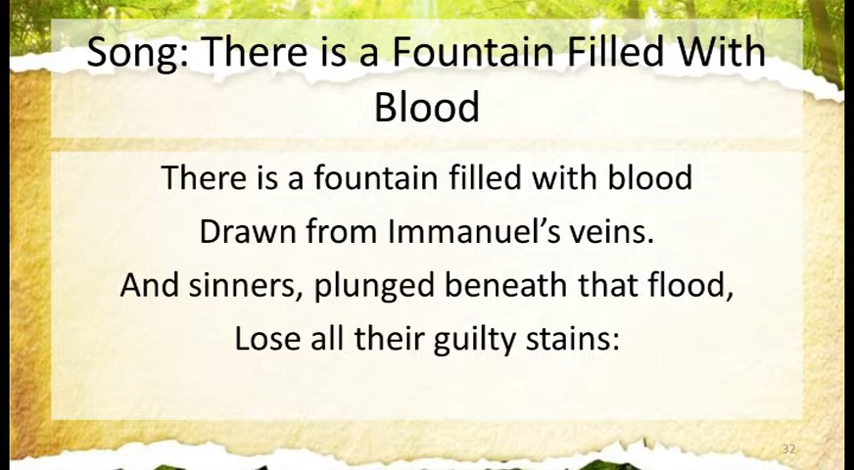 Song: There is a Fountain Filled With
Blood
There is a fountain filled with blood
Drawn from Immanuel’s veins.
And sinners, plunged beneath that flood,
Lose all their guilty stains:
32